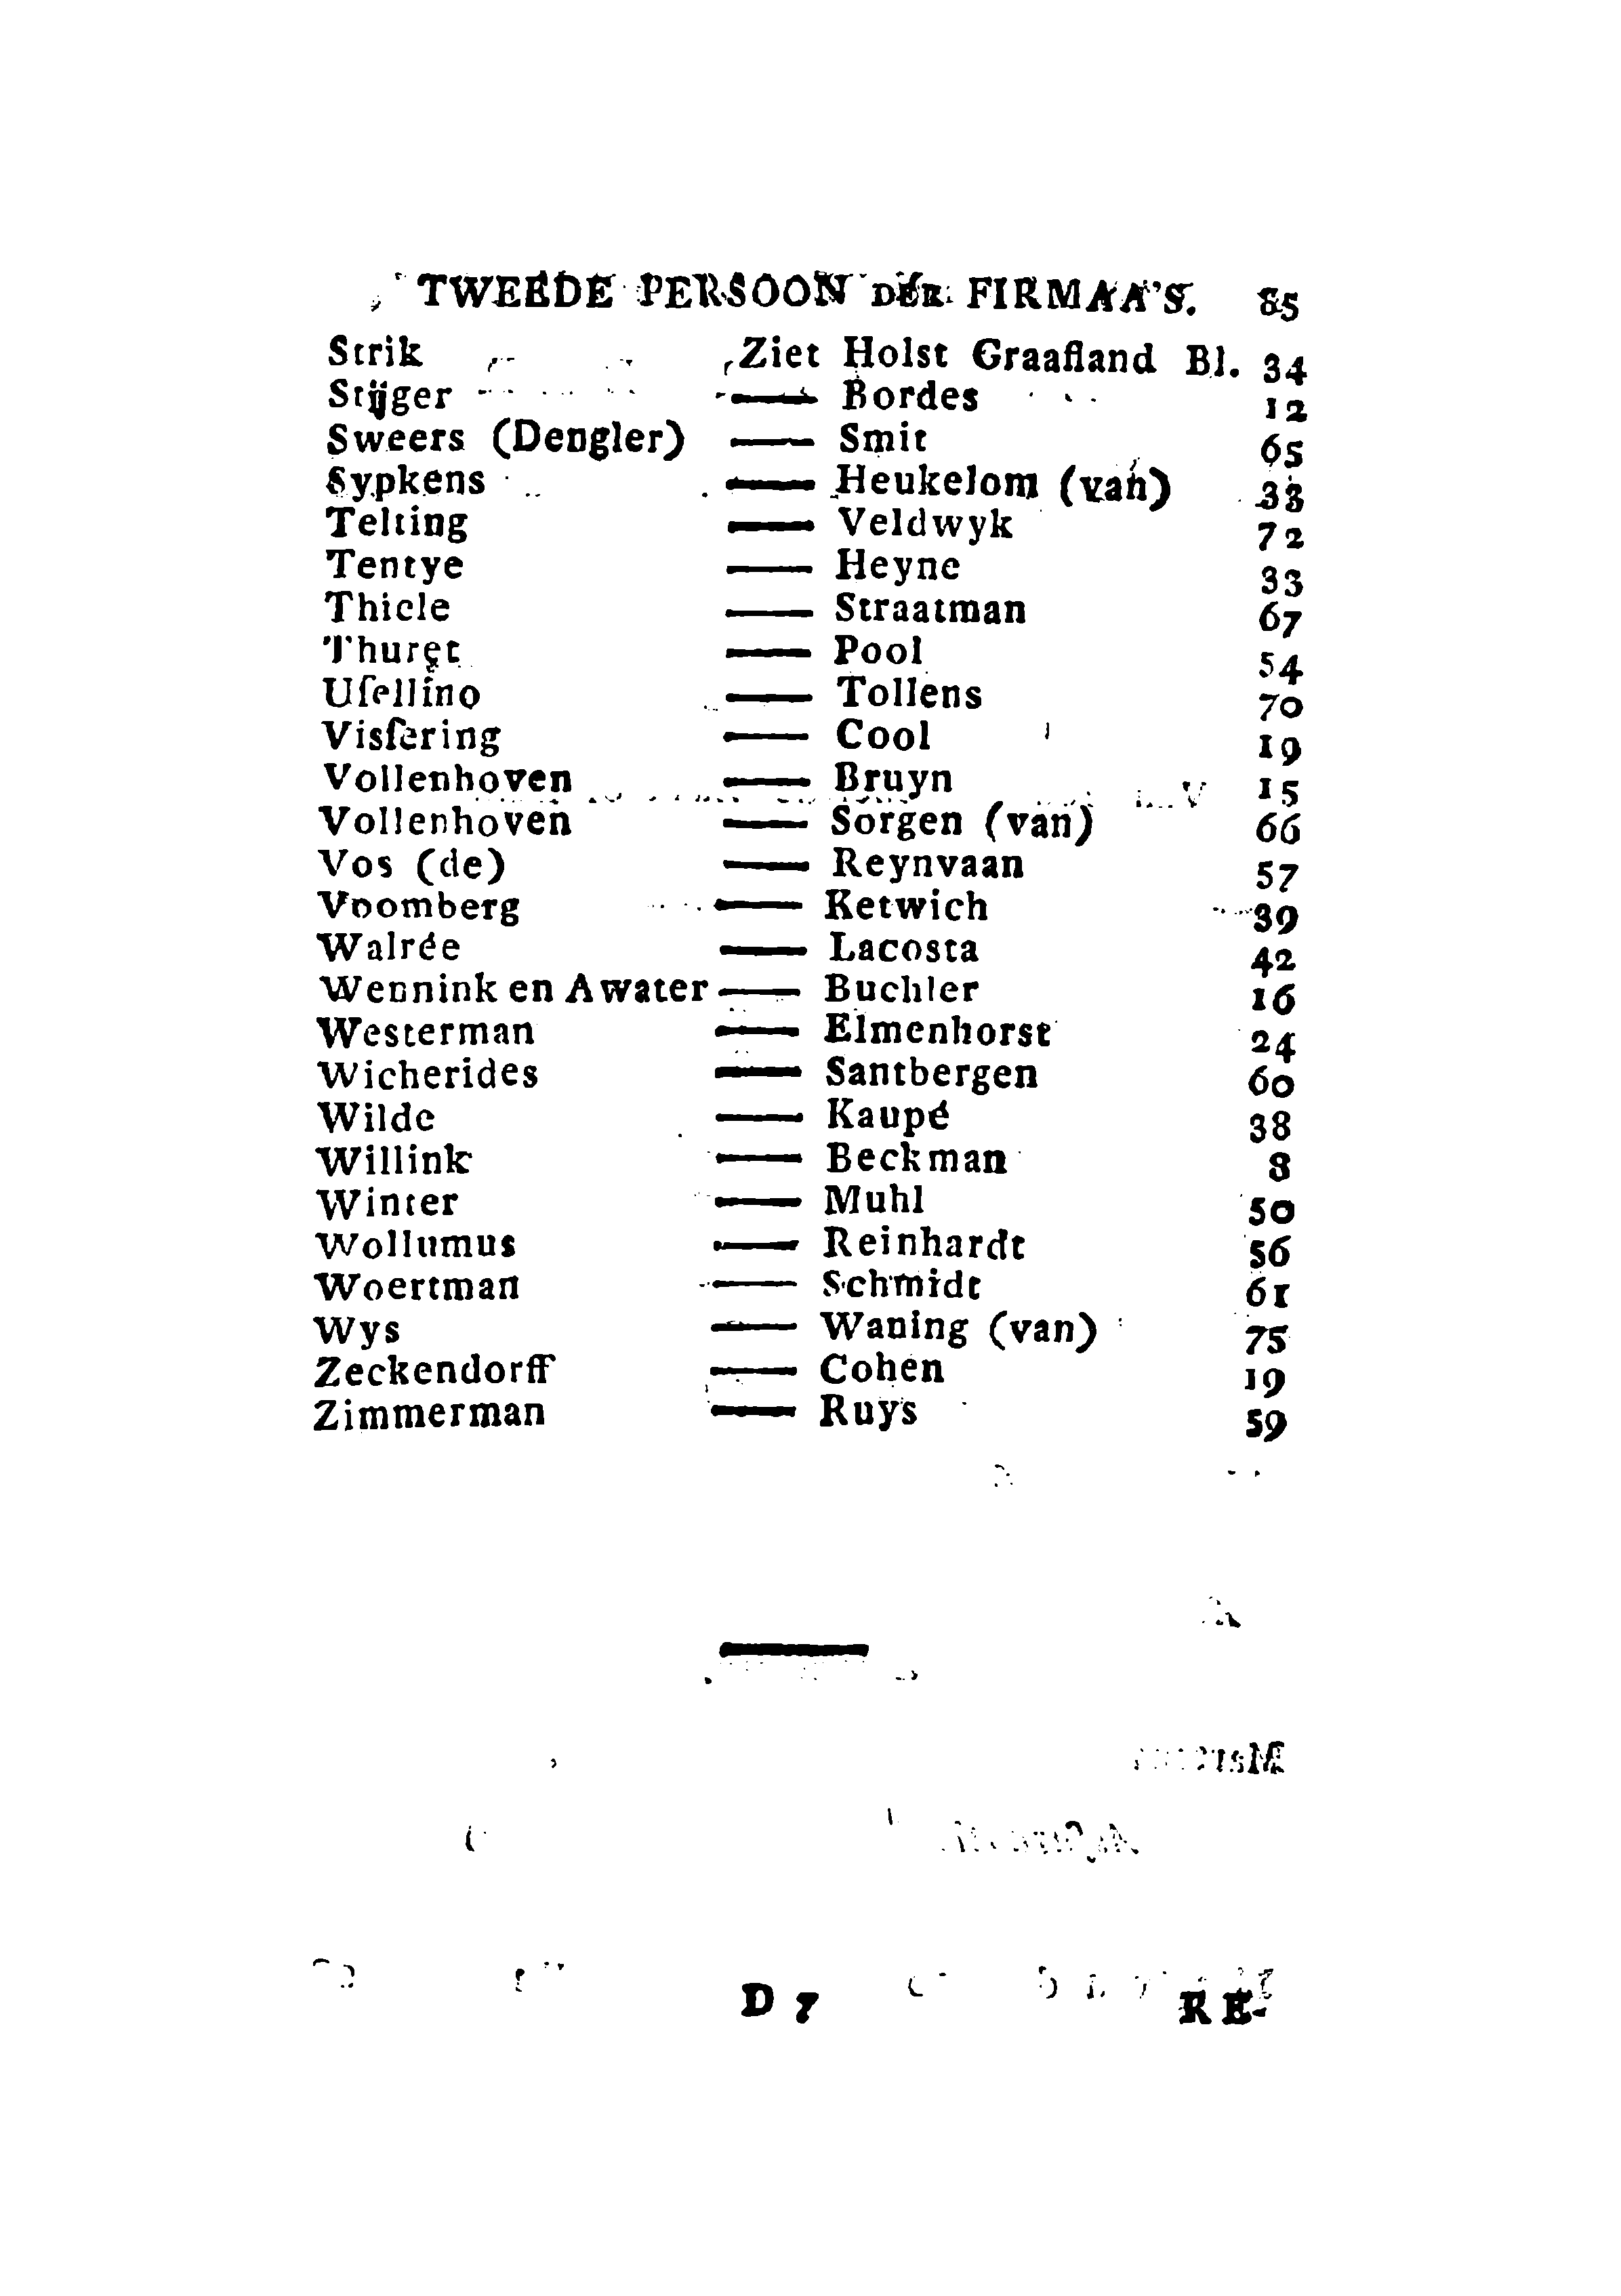 TWEEDE PERSOON DER FIRMAA'S. 85
Strik Ziet Holst Graafland Bl. 34
Stijger —— Bordes 12
Sweers (Dengler) —— Smit 65
Sypkens —— Heukelom (van) 33
Telting —— Veldwyk 72
Tentye —— Heyne 33
Thiele —— Straatman 67
Thuret —— Pool 54
Uſellino —— Tollens 70
Visſering —— Cool 19
Vollenhoven —— Bruyn 15
Vollenhoven —— Sorgen (van) 66
Vos (de) —— Reynvaan 57
Voomberg —— Ketwich 39
Walrée —— Lacosta 42
Wennink en Awater —— Buchler 16
Westerman —— Elmenhorst 24
Wicherides —— Santbergen 60
Wilde —— Kaupé 38
Willink —— Beckman 8
Winter —— Muhl 50
Wollumus —— Reinhardt 56
Woertman —— Schmidt 61
Wys —— Waning (van) 75
Zeckendorff —— Cohen 19
Zimmerman —— Ruys 59
D 7 RE-